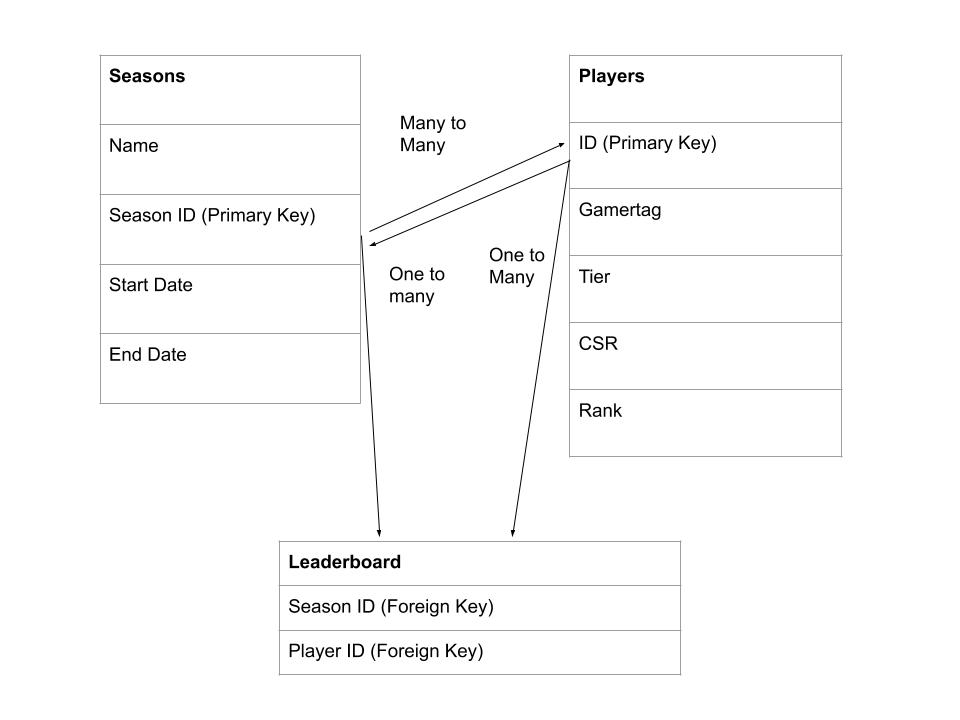 Seasons
Name
Season ID (Primary Key)
Start Date
End Date
Many to
Many
One to
many
One to
Many
Players
ID (Primary Key)
Gamertag
Tier
CSR
Rank
Leaderboard
Season ID (Foreign Key)
Player ID (Foreign Key)